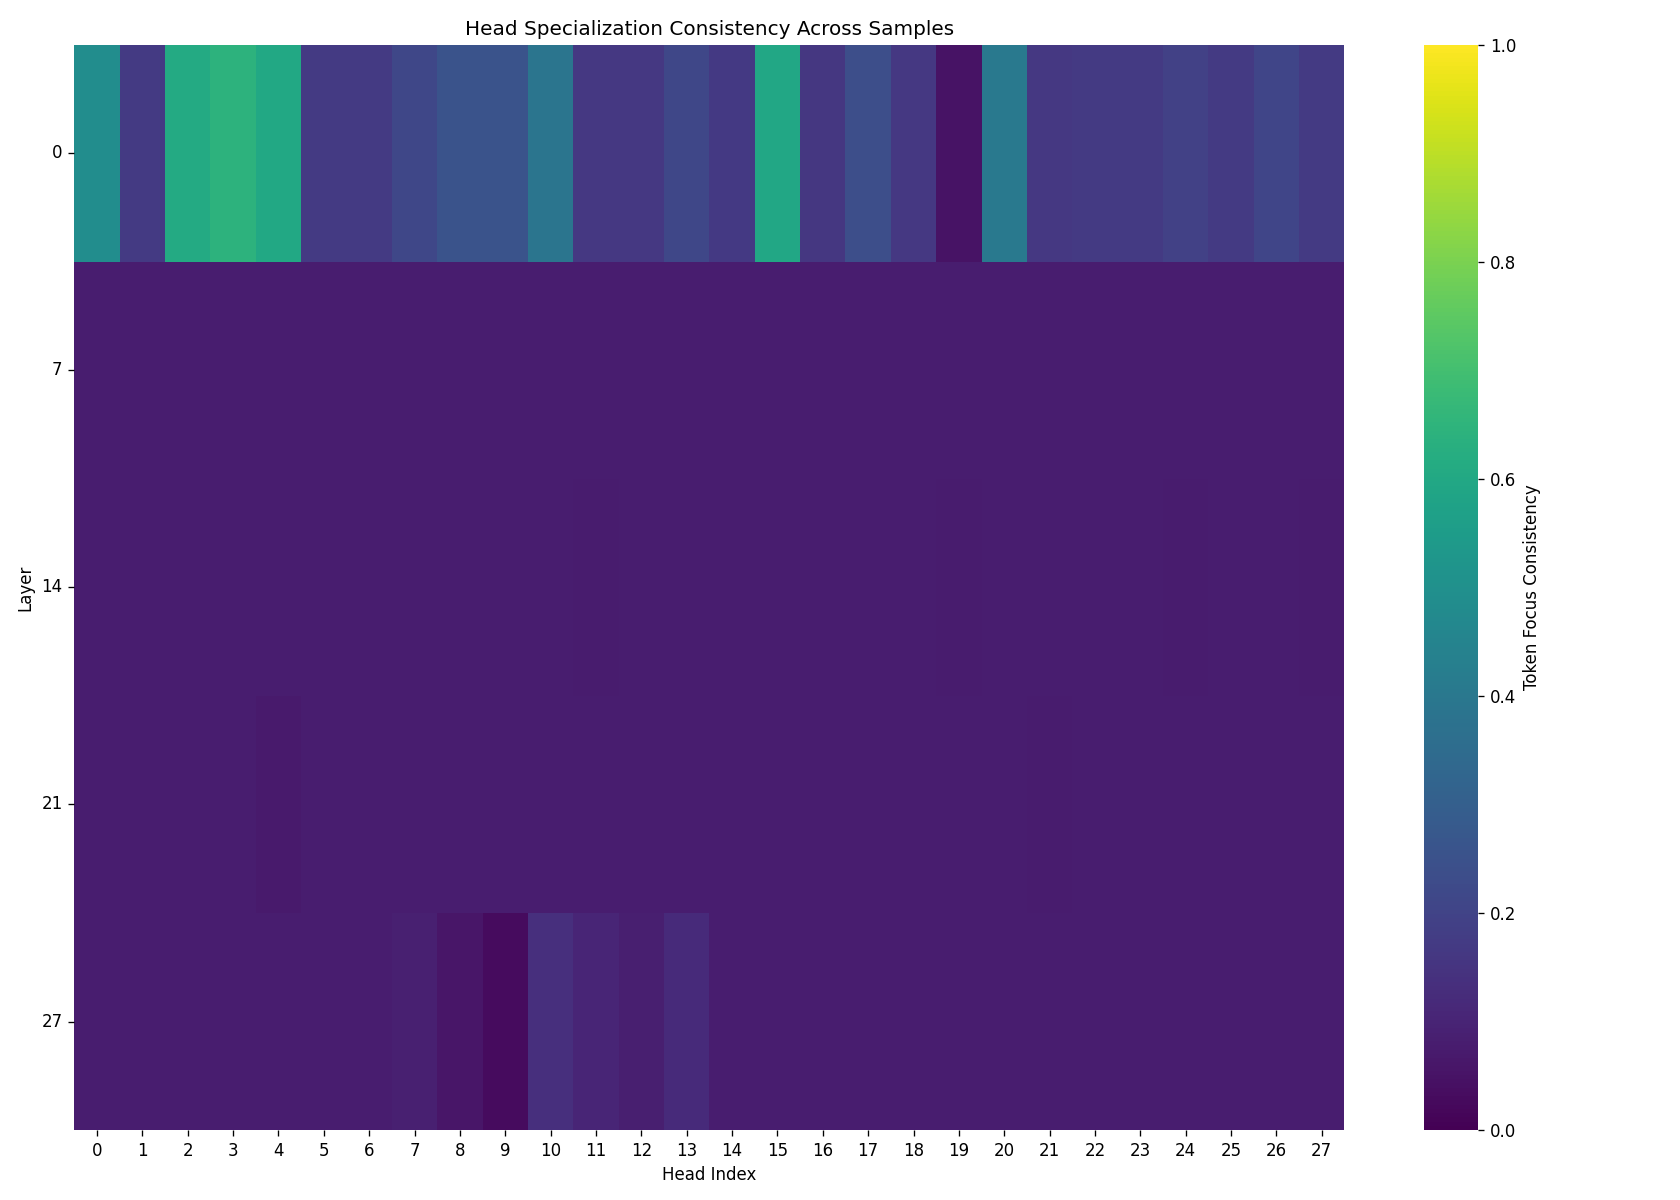 Head Specialization Consistency Across Samples
Layer
0
7
14
21
27
0 1 2 3 4 5 6 7 8 9 10 11 12 13 14 15 16 17 18 19 20 21 22 23 24 25 26 27
Head Index
1.0
0.8
0.6
0.4
0.2
0.0
Token Focus Consistency